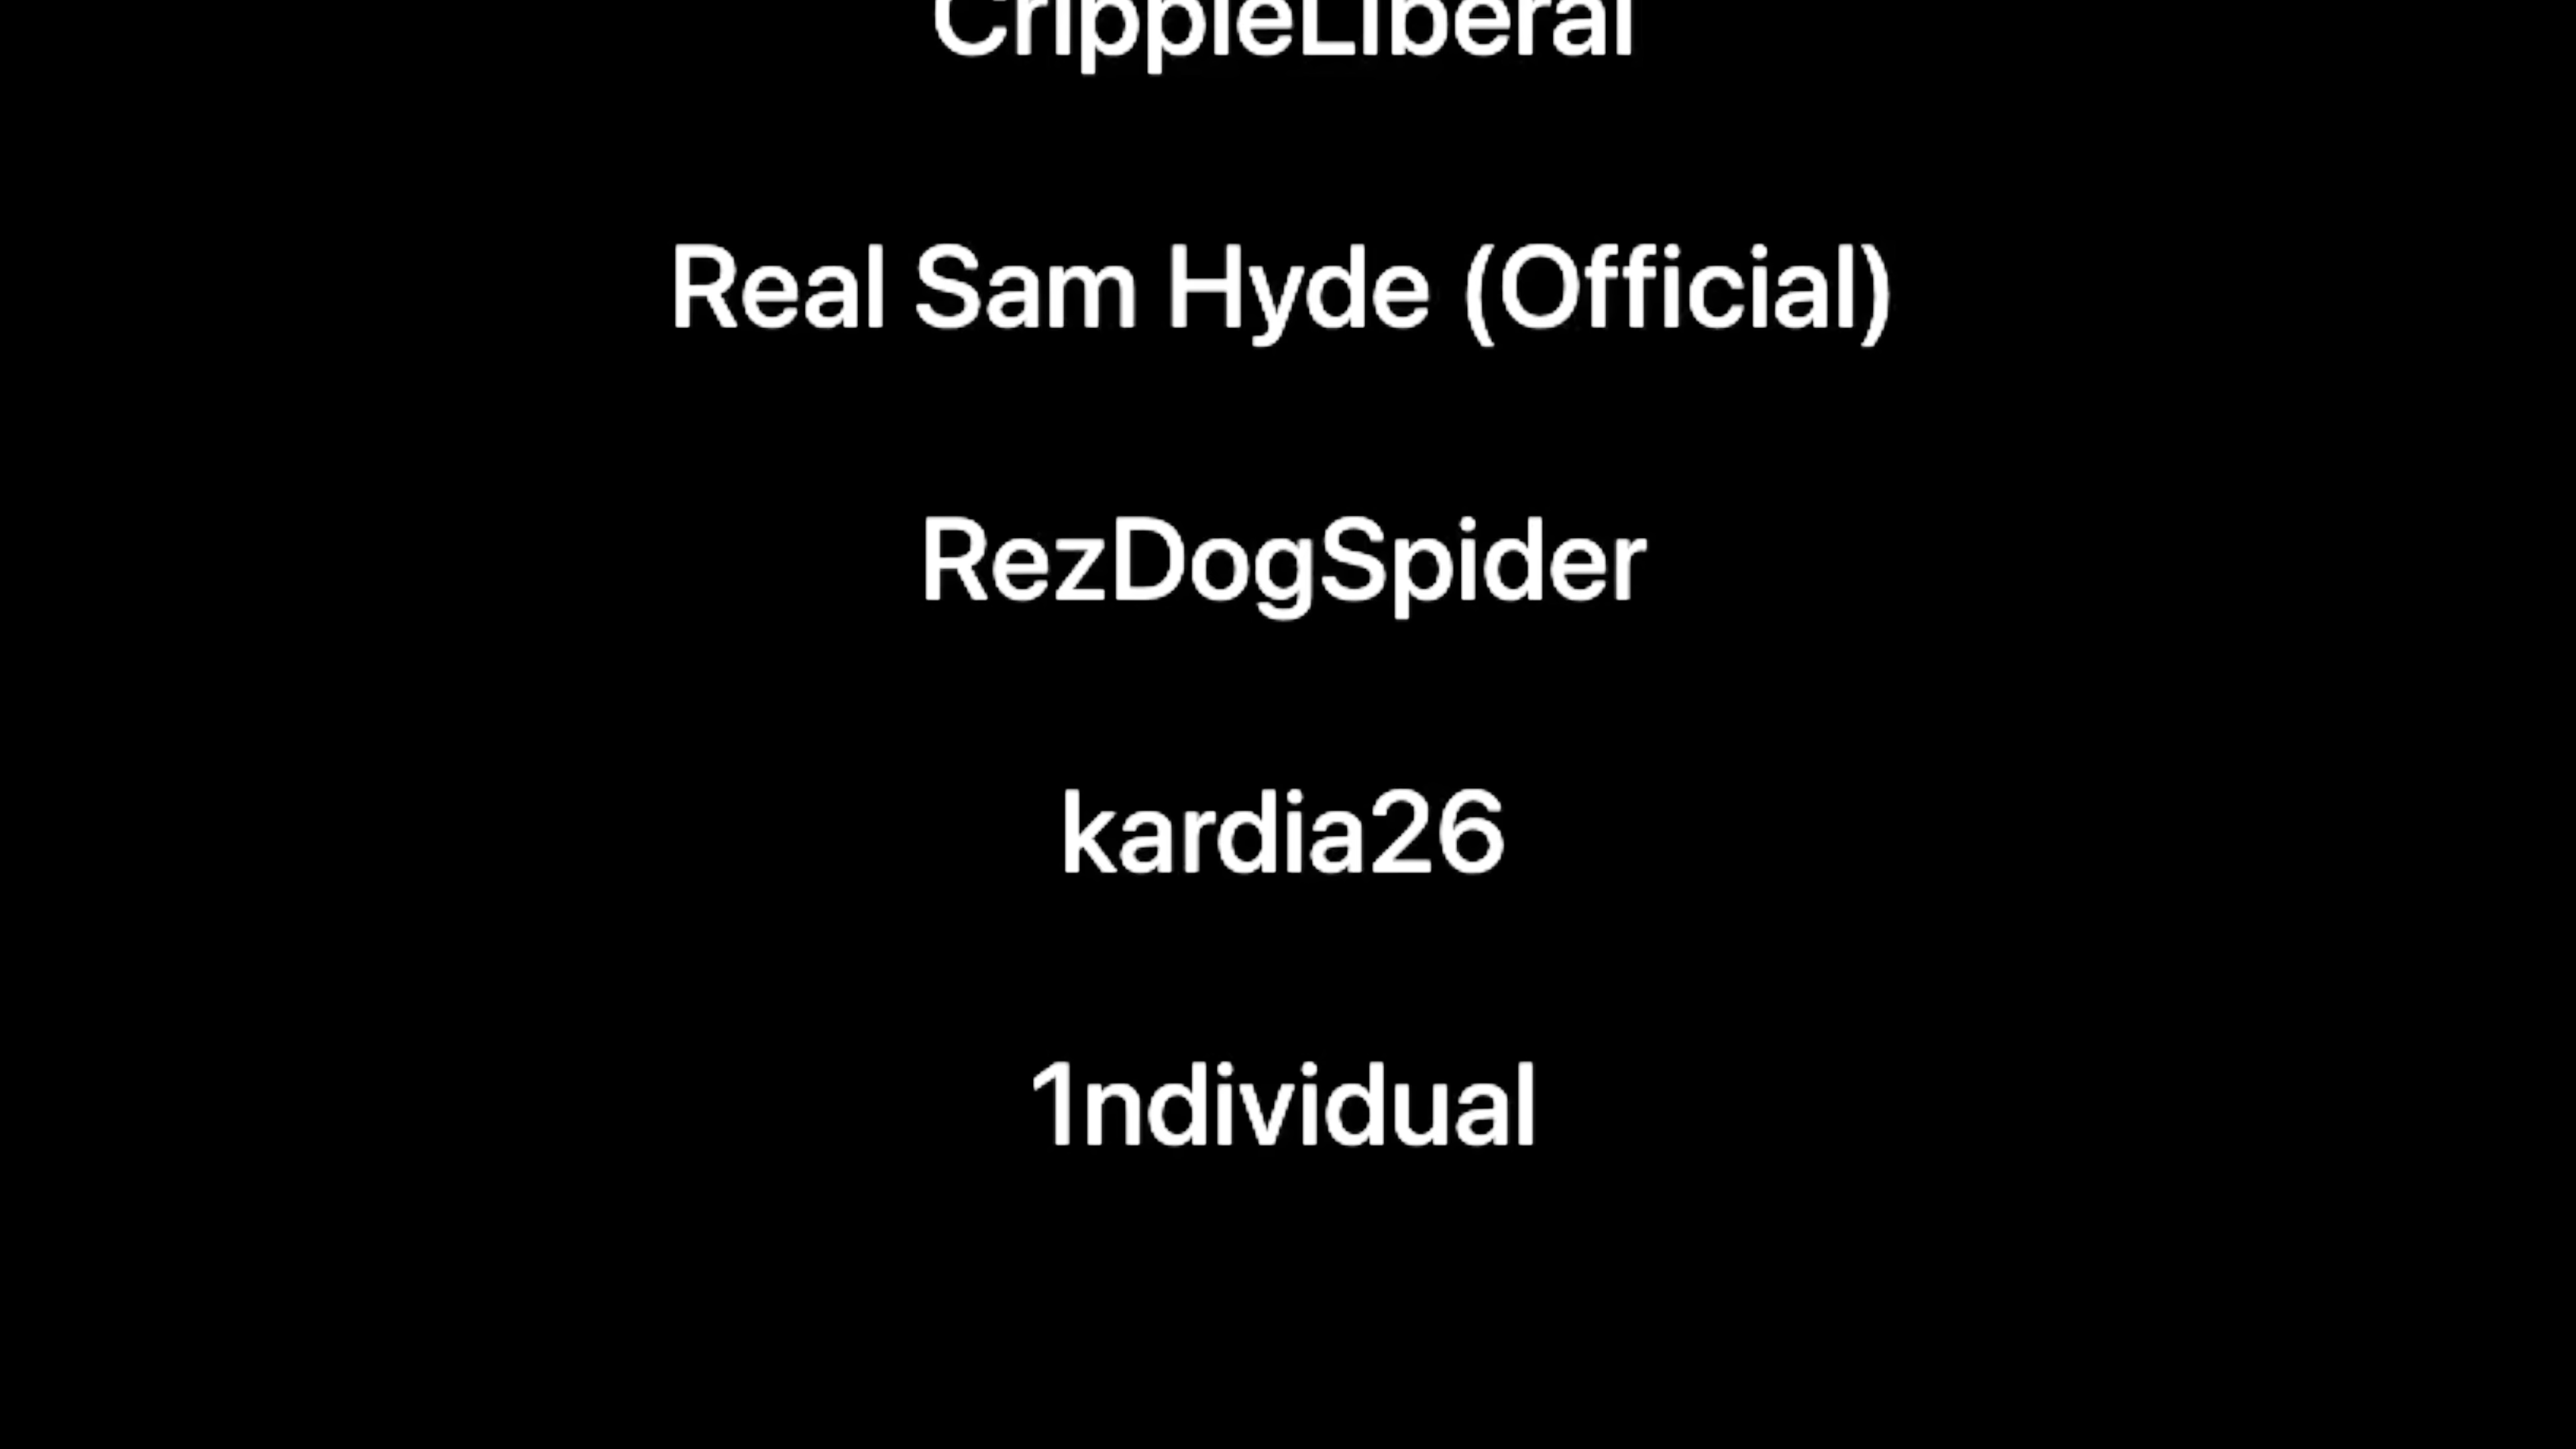 CrippleLiberal
Real Sam Hyde (Official)
RezDogSpider
kardia26
1ndividual